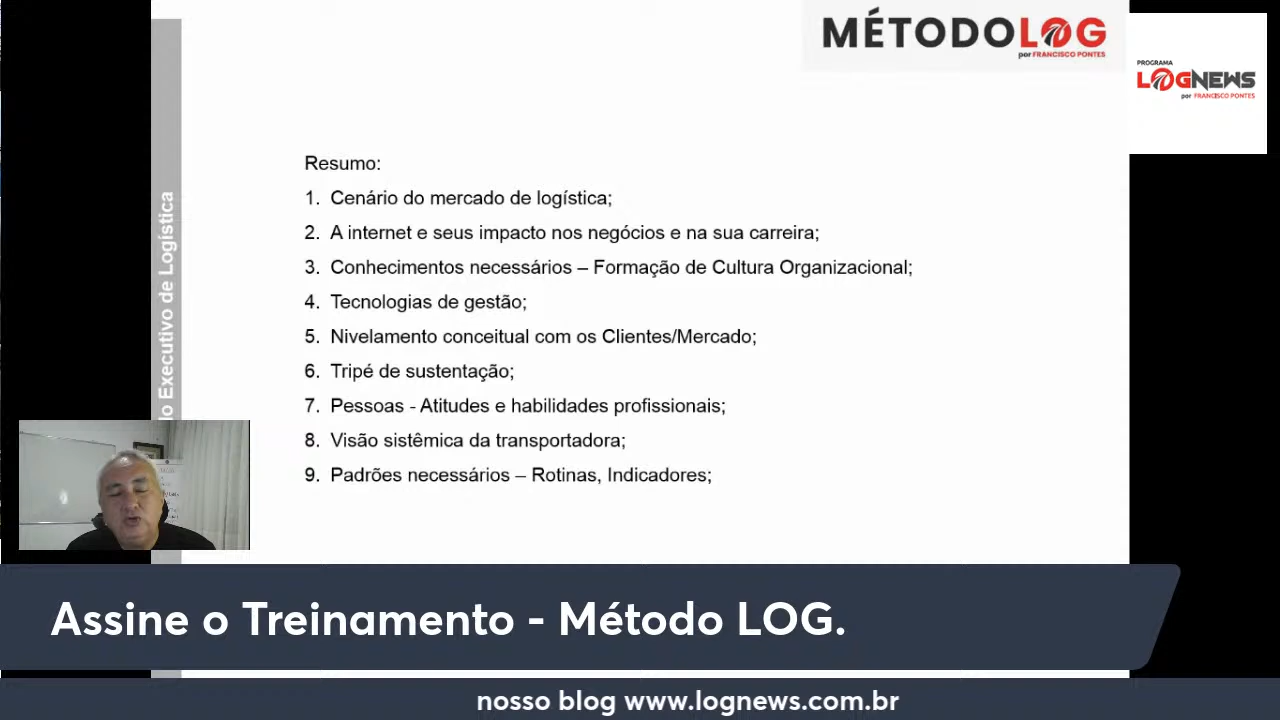 MÉTODOLOG
por FRANCISCO PONTES
PROGRAMA
LOGNEWS
por FRANCISCO PONTES
Resumo:
1. Cenário do mercado de logística;
2. A internet e seus impacto nos negócios e na sua carreira;
3. Conhecimentos necessários – Formação de Cultura Organizacional;
4. Tecnologias de gestão;
5. Nivelamento conceitual com os Clientes/Mercado;
6. Tripé de sustentação;
7. Pessoas - Atitudes e habilidades profissionais;
8. Visão sistêmica da transportadora;
9. Padrões necessários – Rotinas, Indicadores;
Executivo de Logística
Assine o Treinamento - Método LOG.
nosso blog www.lognews.com.br